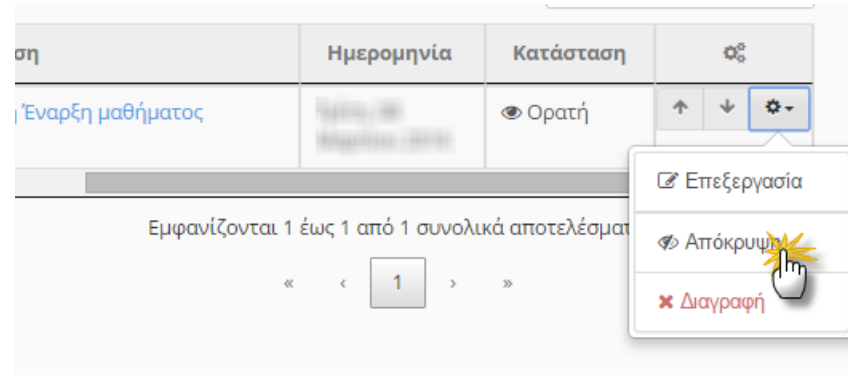 ση Ημερομηνία Κατάσταση
Έναρξη μαθήματος Ορατή
Επεξεργασία
Εμφανίζονται 1 έως 1 από 1 συνολικά αποτελέσματ
Απόκρυψη
« ‹ 1 › »
Διαγραφή